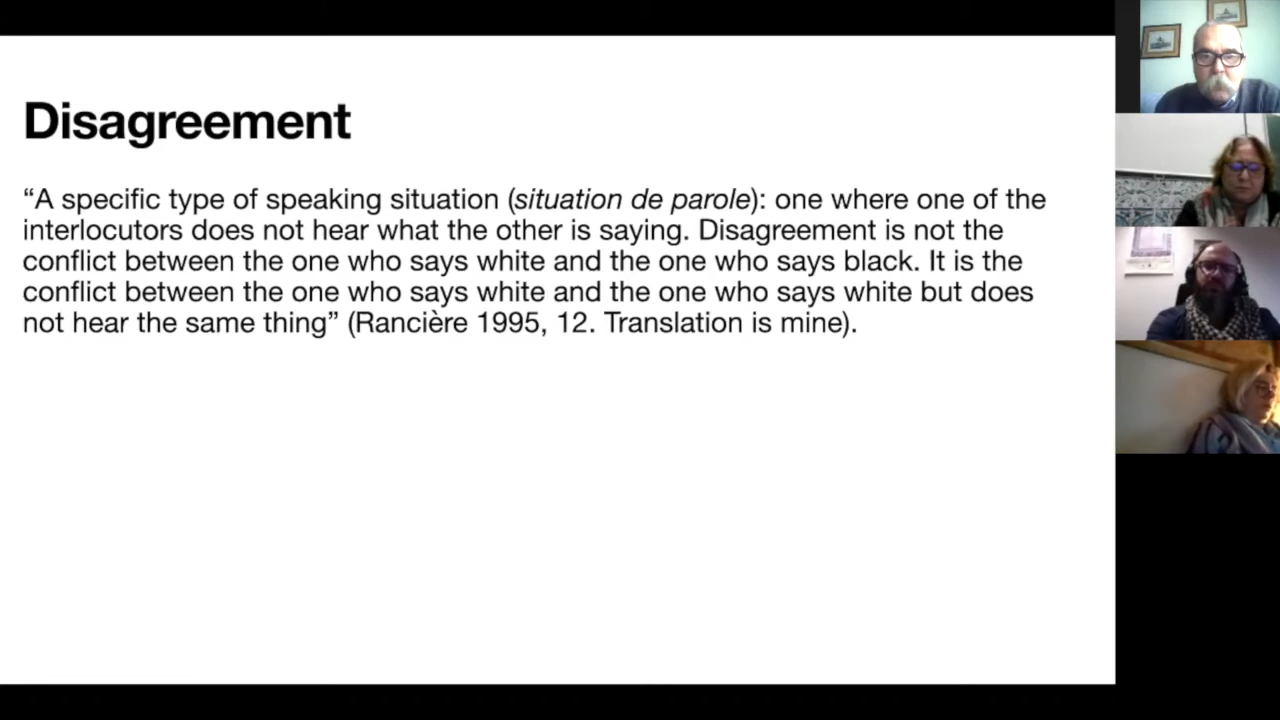 Disagreement
“A specific type of speaking situation (situation de parole): one where one of the
interlocutors does not hear what the other is saying. Disagreement is not the
conflict between the one who says white and the one who says black. It is the
conflict between the one who says white and the one who says white but does
not hear the same thing” (Rancière 1995, 12. Translation is mine).